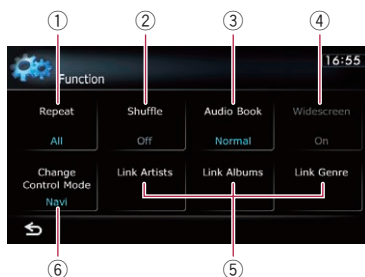 ① ② ③ ④
16:55
Function
Repeat Shuffle Audio Book Widescreen
All Off Normal On
Change Control Mode Link Artists Link Albums Link Genre
Navi
⑥ ⑤